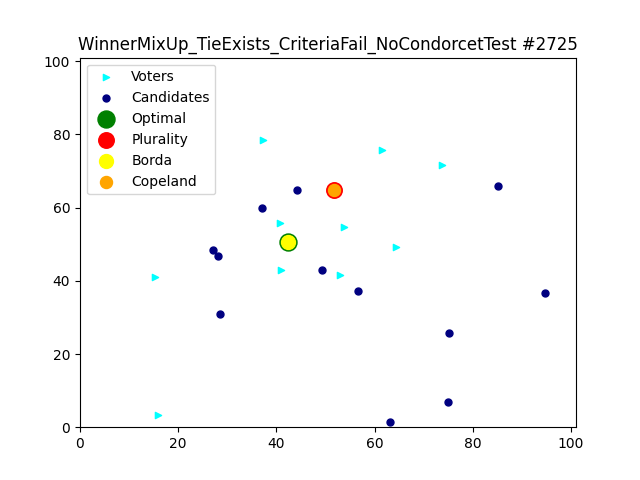 WinnerMixUp_TieExists_CriteriaFail_NoCondorcetTest #2725
100
80
60
40
20
0
Voters
Candidates
Optimal
Plurality
Borda
Copeland
0 20 40 60 80 100